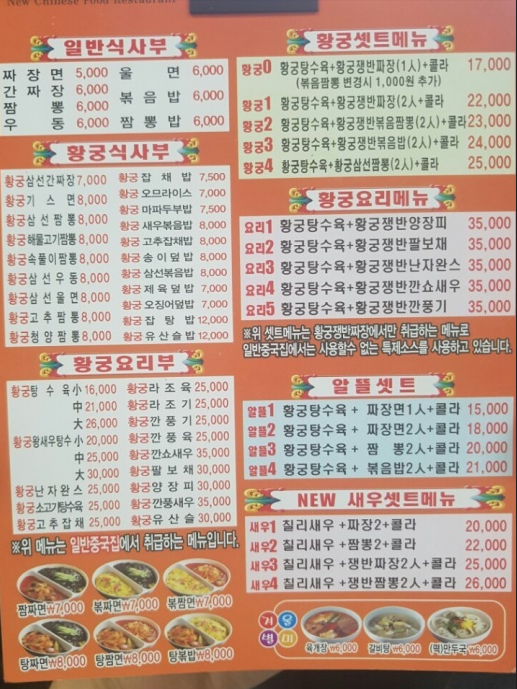 New Chinese Food Restaurant
일반식사부
짜장면 5,000 울면 6,000
간짜장 6,000 볶음밥 6,000
짬뽕 6,000
우동 6,000 짬뽕밥 6,000
황궁식사부
황궁삼선간짜장 7,000 황궁잡채밥 7,500
황궁기스면 8,000 황궁오므라이스 7,000
황궁삼선짬뽕 8,000 황궁마파두부밥 7,500
황궁해물고기짬뽕 8,000 황궁새우볶음밥 8,000
황궁속풀이짬뽕 8,000 황궁고추잡채밥 8,000
황궁삼선우동 8,000 황궁송이덮밥 8,000
황궁삼선울면 8,000 황궁삼선볶음밥 8,000
황궁고추짬뽕 8,000 황궁제육덮밥 7,000
황궁청양짬뽕 8,000 황궁오징어덮밥 7,000
황궁잡탕밥 12,000
황궁유산슬밥 12,000
황궁요리부
황궁탕수육 小 16,000 황궁라조육 25,000
中 21,000 황궁라조기 25,000
大 26,000 황궁깐풍기 25,000
황궁왕새우탕수 小 20,000 황궁깐풍육 25,000
中 25,000 황궁깐쇼새우 35,000
大 30,000 황궁팔보채 30,000
황궁난자완스 25,000 황궁양장피 30,000
황궁소고기탕수육 25,000 황궁깐풍새우 35,000
황궁고추잡채 25,000 황궁유산슬 30,000
※위 메뉴는 일반중국집에서 취급하는 메뉴입니다.
짬짜면₩7,000 볶짜면₩7,000 볶짬면₩7,000
탕짜면₩8,000 탕짬면₩8,000 탕볶밥₩8,000
황궁셋트메뉴
황궁0 황궁탕수육+황궁쟁반짜장(1人)+콜라 17,000
(볶음짬뽕 변경시 1,000원 추가)
황궁1 황궁탕수육+황궁쟁반짜장(2人)+콜라 22,000
황궁2 황궁탕수육+황궁쟁반볶음짬뽕(2人)+콜라 23,000
황궁3 황궁탕수육+황궁쟁반볶음밥(2人)+콜라 24,000
황궁4 황궁탕수육+황궁삼선짬뽕(2人)+콜라 25,000
황궁요리메뉴
요리1 황궁탕수육+황궁쟁반양장피 35,000
요리2 황궁탕수육+황궁쟁반팔보채 35,000
요리3 황궁탕수육+황궁쟁반난자완스 35,000
요리4 황궁탕수육+황궁쟁반깐쇼새우 35,000
요리5 황궁탕수육+황궁쟁반깐풍기 35,000
※위 셋트메뉴는 황궁쟁반짜장에서만 취급하는 메뉴로
일반중국집에서는 사용할수 없는 특제소스를 사용하고 있습니다.
알뜰셋트
알뜰1 황궁탕수육 + 짜장면1人+콜라 15,000
알뜰2 황궁탕수육 + 짜장면2人+콜라 18,000
알뜰3 황궁탕수육 + 짬 뽕2人+콜라 20,000
알뜰4 황궁탕수육 + 볶음밥2人+콜라 21,000
NEW 새우셋트메뉴
새우1 칠리새우+짜장2+콜라 20,000
새우2 칠리새우+짬뽕2+콜라 22,000
새우3 칠리새우+쟁반짜장2人+콜라 25,000
새우4 칠리새우+쟁반짬뽕2人+콜라 26,000
겨울별미
육개장 ₩6,000 갈비탕 ₩6,000 (떡)만두국 ₩6,000